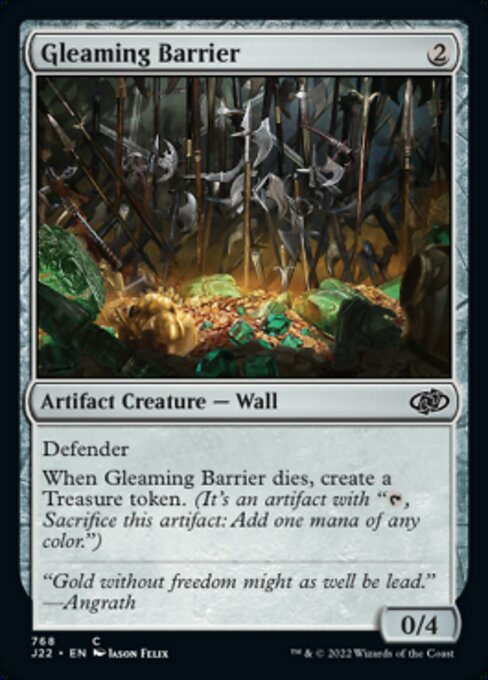 Gleaming Barrier 2
Artifact Creature — Wall
Defender
When Gleaming Barrier dies, create a
Treasure token. (It's an artifact with “,
Sacrifice this artifact: Add one mana of any
color.”)
“Gold without freedom might as well be lead.”
—Angrath
0/4
768 C
J22 • EN Jason Felix
™ & © 2022 Wizards of the Coast